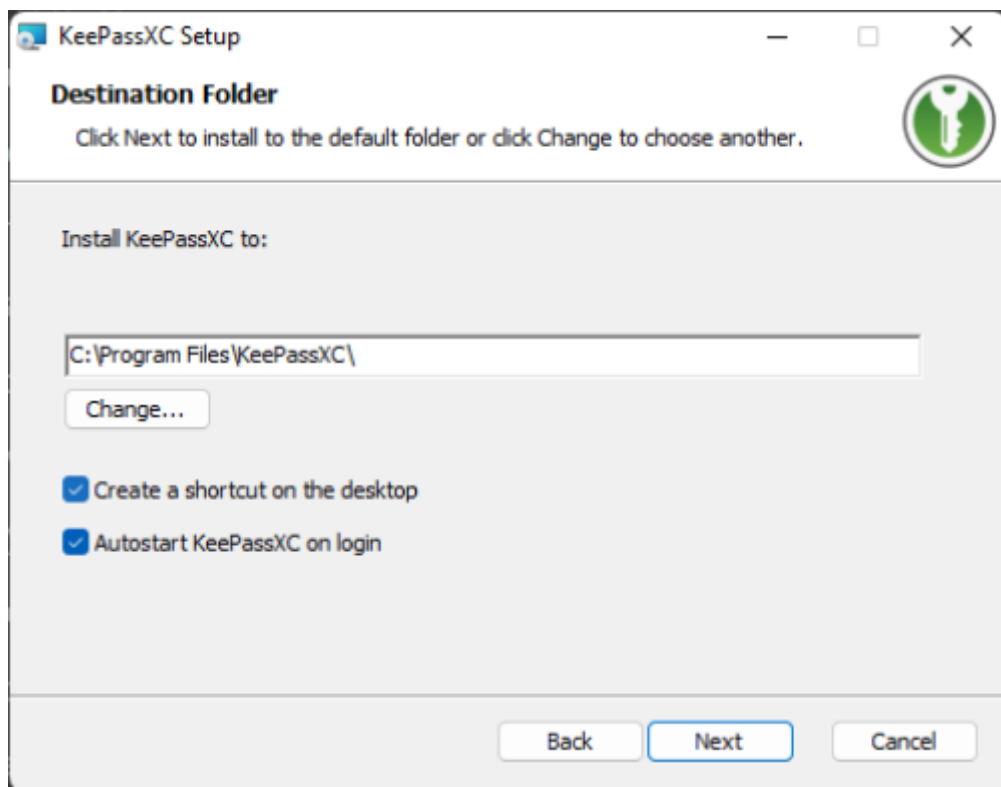 KeePassXC Setup
Destination Folder
Click Next to install to the default folder or click Change to choose another.
Install KeePassXC to:
C:\Program Files\KeePassXC\
Change...
Create a shortcut on the desktop
Autostart KeePassXC on login
Back Next Cancel